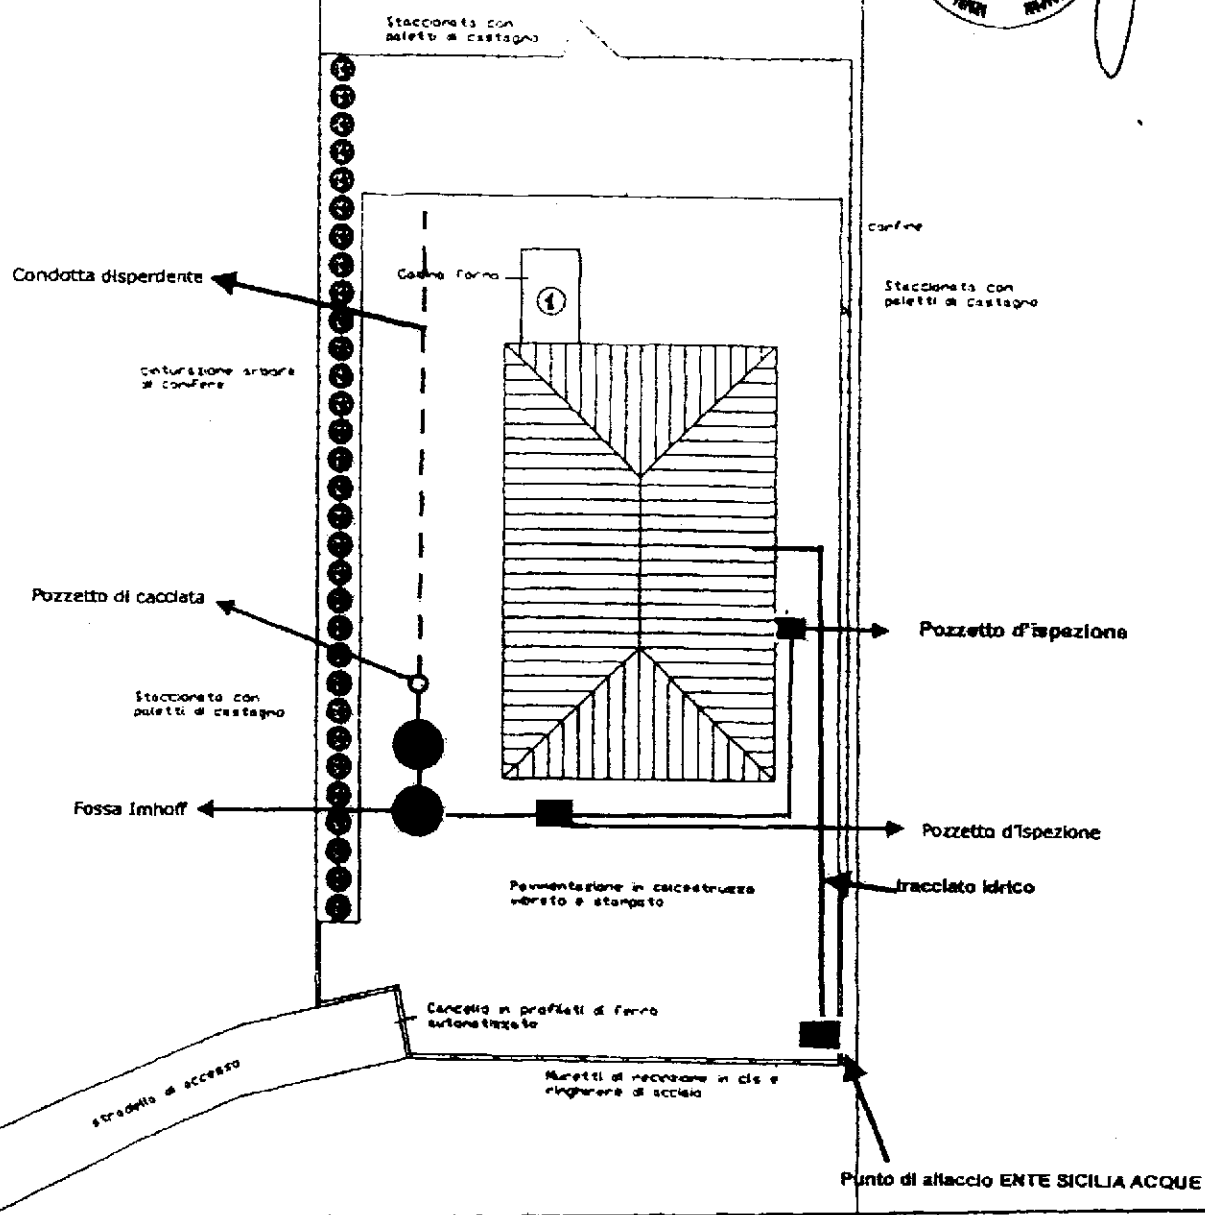 Staccionata con
paletti di castagno
confine
Condotta disperdente
Staccionata con
paletti di castagno
1
cinturazione arborea
di conifere
Pozzetto di cacciata
Pozzetto d'ispezione
Staccionata con
paletti di castagno
Fossa Imhoff
Pozzetto d'ispezione
Pavimentazione in calcestruzzo
vibrato e stampato
tracciato idrico
Cancello in profilati di ferro
automatizzato
stradella di accesso
Muretti di recinzione in cls e
ringhiere di acciaio
Punto di allaccio ENTE SICILIA ACQUE